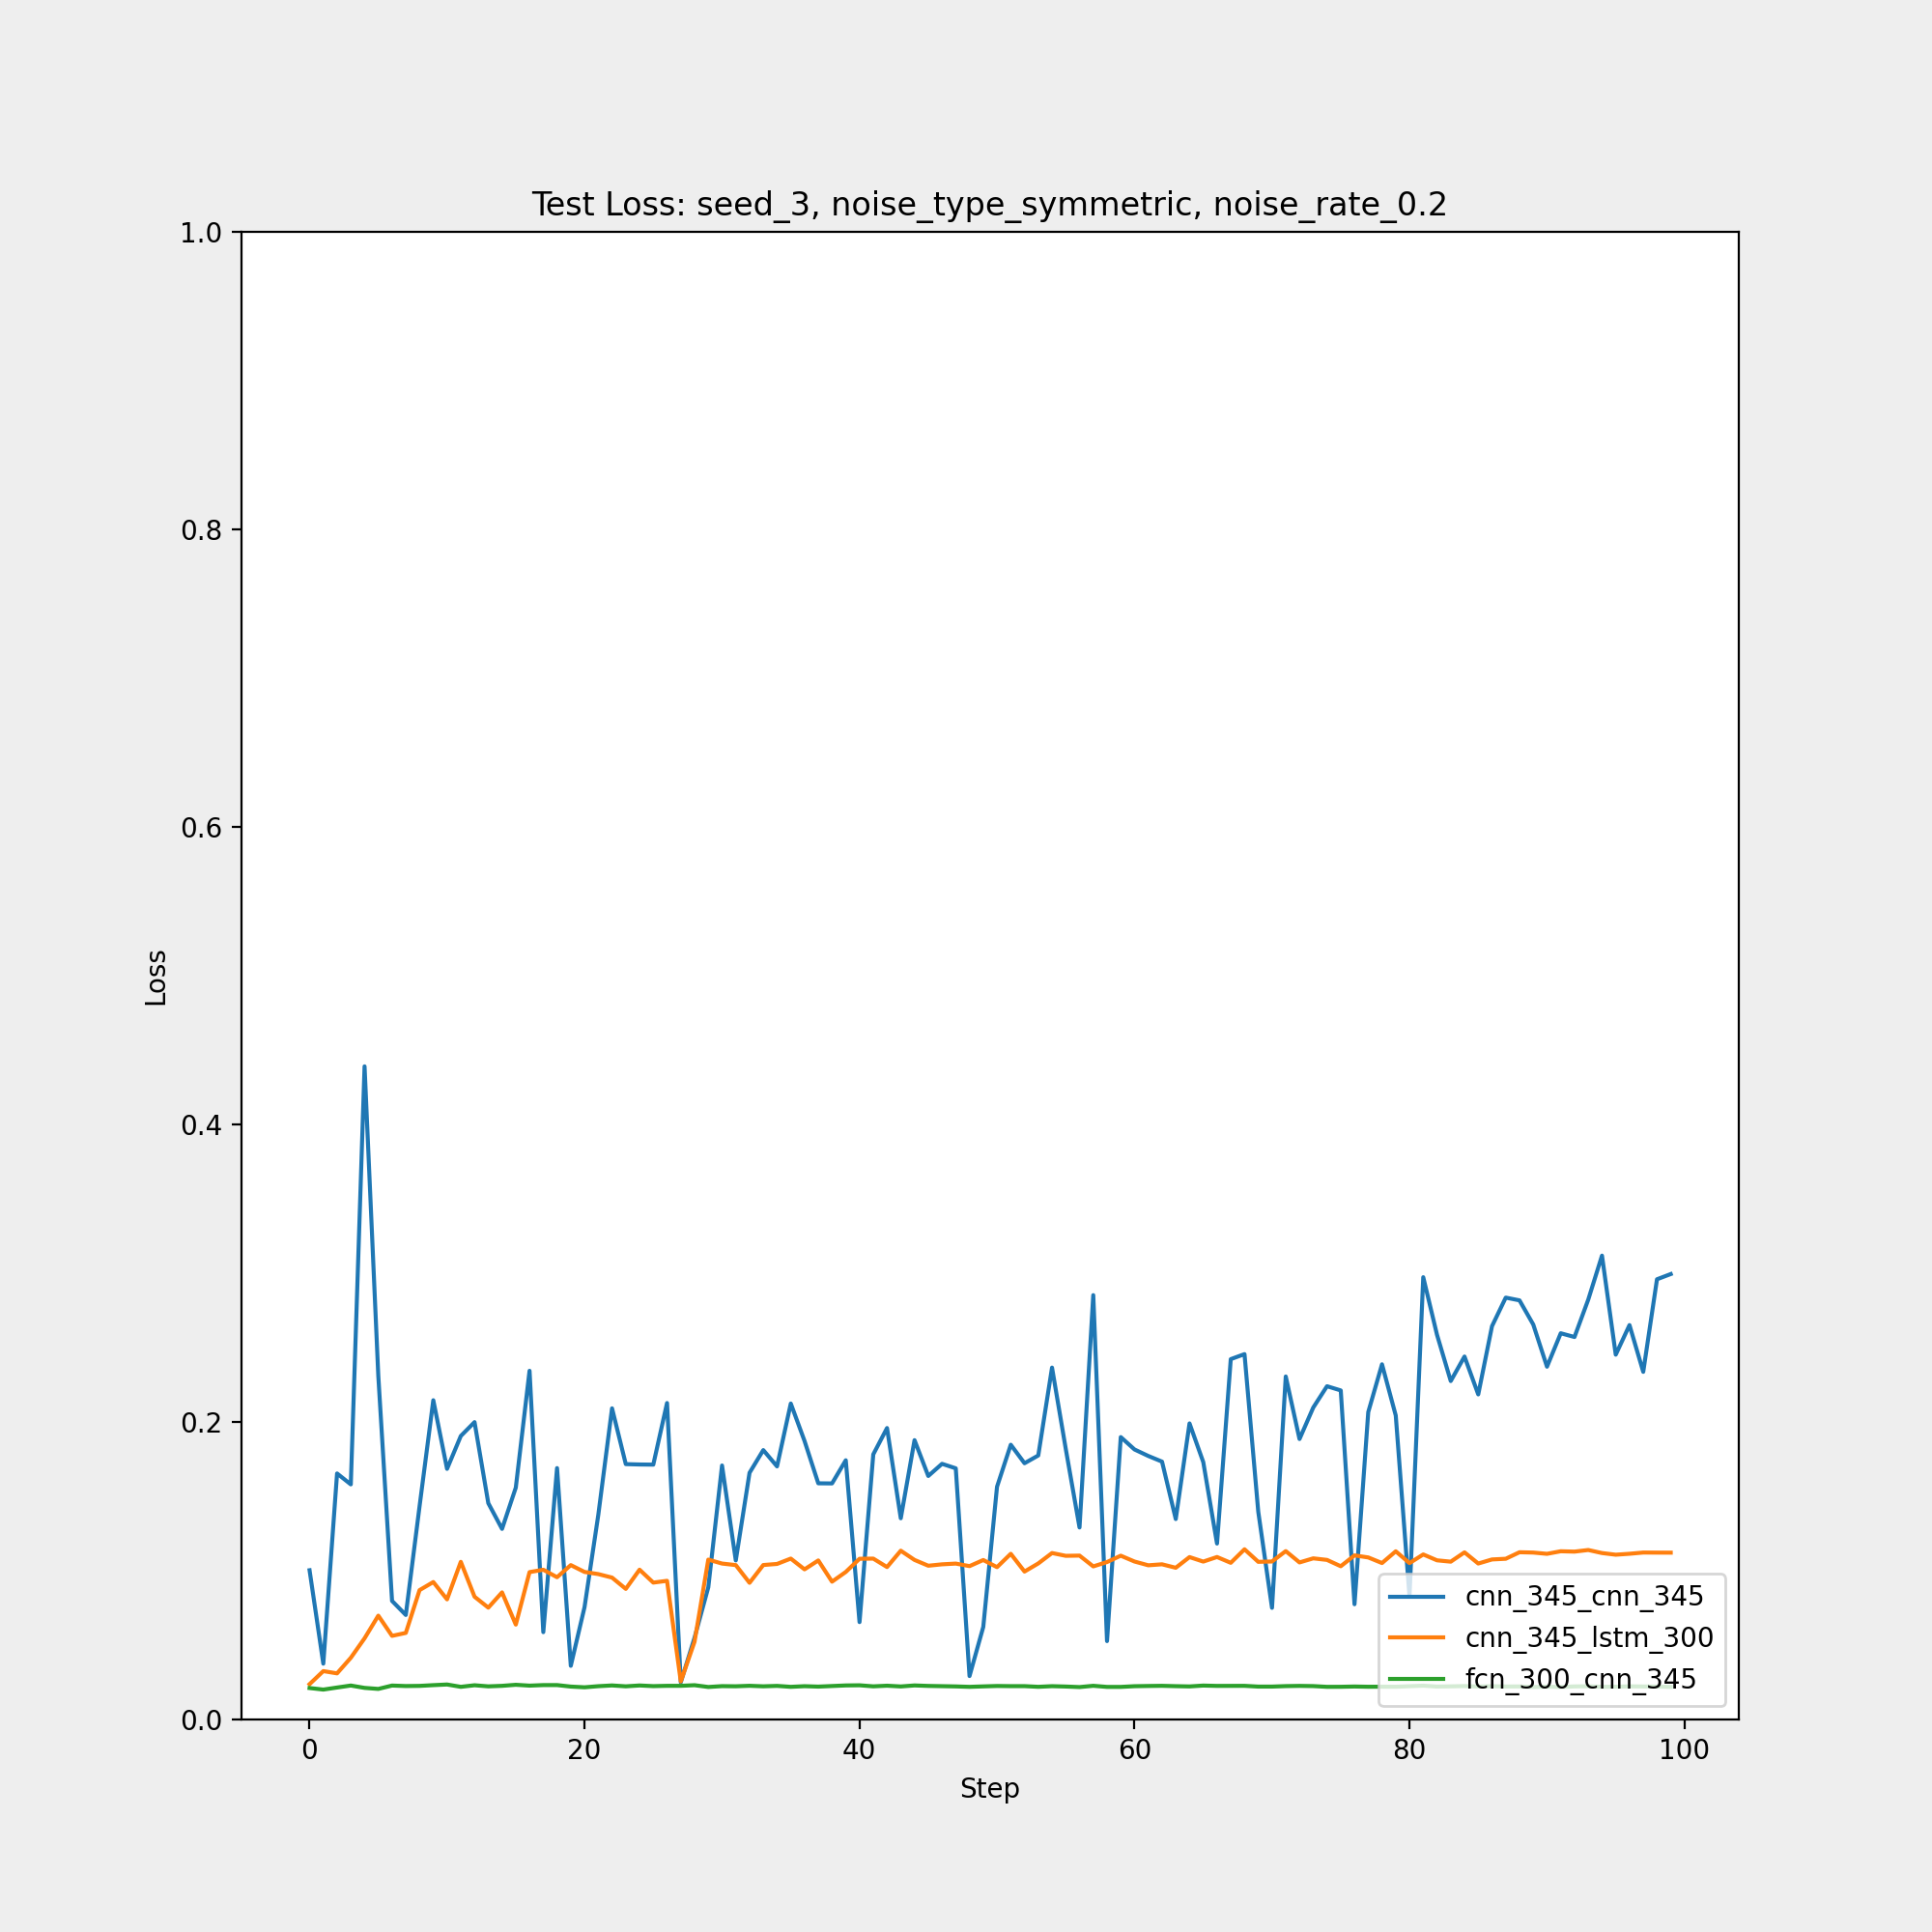 Test Loss: seed_3, noise_type_symmetric, noise_rate_0.2
1.0
0.8
0.6
0.4
0.2
0.0
Loss
0 20 40 60 80 100
Step
cnn_345_cnn_345
cnn_345_lstm_300
fcn_300_cnn_345